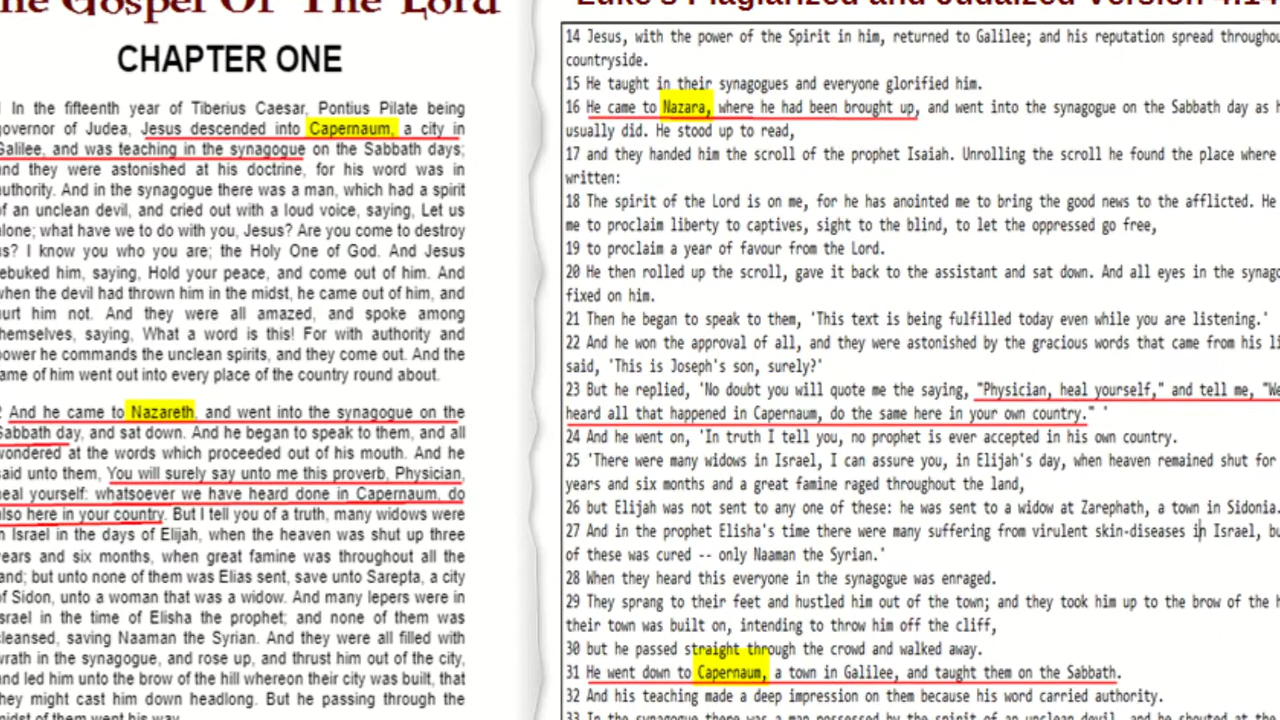 The Gospel Of The Lord
CHAPTER ONE
In the fifteenth year of Tiberius Caesar, Pontius Pilate being
governor of Judea, Jesus descended into Capernaum, a city in
Galilee, and was teaching in the synagogue on the Sabbath days;
and they were astonished at his doctrine, for his word was in
authority. And in the synagogue there was a man, which had a spirit
of an unclean devil, and cried out with a loud voice, saying, Let us
alone; what have we to do with you, Jesus? Are you come to destroy
us? I know you who you are; the Holy One of God. And Jesus
rebuked him, saying, Hold your peace, and come out of him. And
when the devil had thrown him in the midst, he came out of him, and
hurt him not. And they were all amazed, and spoke among
themselves, saying, What a word is this! For with authority and
power he commands the unclean spirits, and they come out. And the
fame of him went out into every place of the country round about.
2 And he came to Nazareth, and went into the synagogue on the
Sabbath day, and sat down. And he began to speak to them, and all
wondered at the words which proceeded out of his mouth. And he
said unto them, You will surely say unto me this proverb, Physician,
heal yourself: whatsoever we have heard done in Capernaum, do
also here in your country. But I tell you of a truth, many widows were
in Israel in the days of Elijah, when the heaven was shut up three
years and six months, when great famine was throughout all the
land; but unto none of them was Elias sent, save unto Sarepta, a city
of Sidon, unto a woman that was a widow. And many lepers were in
Israel in the time of Elisha the prophet; and none of them was
cleansed, saving Naaman the Syrian. And they were all filled with
wrath in the synagogue, and rose up, and thrust him out of the city,
and led him unto the brow of the hill whereon their city was built, that
they might cast him down headlong. But he passing through the
midst of them went his way.
Luke's Plagiarized and Judaized Version 4:14
14 Jesus, with the power of the Spirit in him, returned to Galilee; and his reputation spread throughou
countryside.
15 He taught in their synagogues and everyone glorified him.
16 He came to Nazara, where he had been brought up, and went into the synagogue on the Sabbath day as h
usually did. He stood up to read,
17 and they handed him the scroll of the prophet Isaiah. Unrolling the scroll he found the place where
written:
18 The spirit of the Lord is on me, for he has anointed me to bring the good news to the afflicted. He
me to proclaim liberty to captives, sight to the blind, to let the oppressed go free,
19 to proclaim a year of favour from the Lord.
20 He then rolled up the scroll, gave it back to the assistant and sat down. And all eyes in the synago
fixed on him.
21 Then he began to speak to them, 'This text is being fulfilled today even while you are listening.'
22 And he won the approval of all, and they were astonished by the gracious words that came from his li
said, 'This is Joseph's son, surely?'
23 But he replied, 'No doubt you will quote me the saying, "Physician, heal yourself," and tell me, "We
heard all that happened in Capernaum, do the same here in your own country." '
24 And he went on, 'In truth I tell you, no prophet is ever accepted in his own country.
25 'There were many widows in Israel, I can assure you, in Elijah's day, when heaven remained shut for
years and six months and a great famine raged throughout the land,
26 but Elijah was not sent to any one of these: he was sent to a widow at Zarephath, a town in Sidonia.
27 And in the prophet Elisha's time there were many suffering from virulent skin-diseases in Israel, bu
of these was cured -- only Naaman the Syrian.'
28 When they heard this everyone in the synagogue was enraged.
29 They sprang to their feet and hustled him out of the town; and they took him up to the brow of the h
their town was built on, intending to throw him off the cliff,
30 but he passed straight through the crowd and walked away.
31 He went down to Capernaum, a town in Galilee, and taught them on the Sabbath.
32 And his teaching made a deep impression on them because his word carried authority.
33 In the synagogue there was a man possessed by the spirit of an unclean devil, and he shouted at the